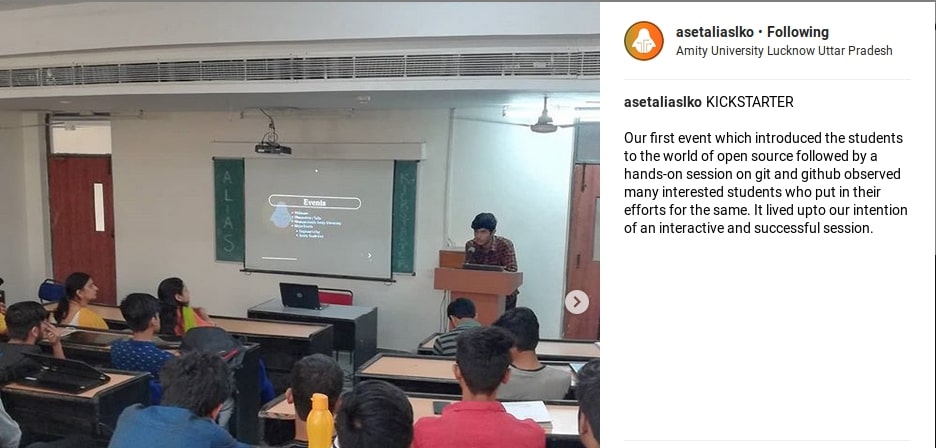 asetaliaslko • Following
Amity University Lucknow Uttar Pradesh
asetaliaslko KICKSTARTER
Our first event which introduced the students
to the world of open source followed by a
hands-on session on git and github observed
many interested students who put in their
efforts for the same. It lived upto our intention
of an interactive and successful session.
ALIAS
Events